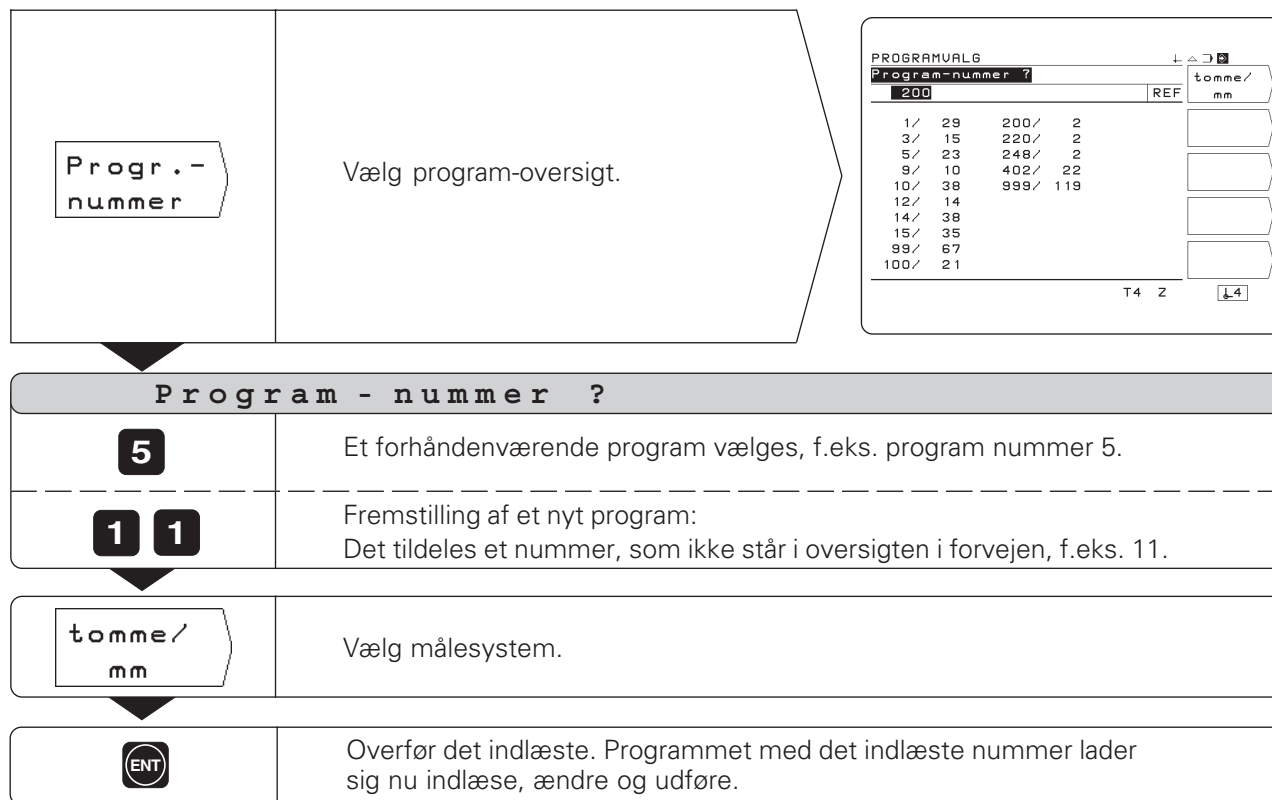 Progr.-
nummer
Vælg program-oversigt.
PROGRAMVALG
Program-nummer ?
200
REF
tomme/
mm
1/ 29 200/ 2
3/ 15 220/ 2
5/ 23 248/ 2
9/ 10 402/ 22
10/ 38 999/ 119
12/ 14
14/ 38
15/ 35
99/ 67
100/ 21
T4 Z
4
Program - nummer ?
5
Et forhåndenværende program vælges, f.eks. program nummer 5.
1 1
Fremstilling af et nyt program:
Det tildeles et nummer, som ikke står i oversigten i forvejen, f.eks. 11.
tomme/
mm
Vælg målesystem.
ENT
Overfør det indlæste. Programmet med det indlæste nummer lader
sig nu indlæse, ændre og udføre.